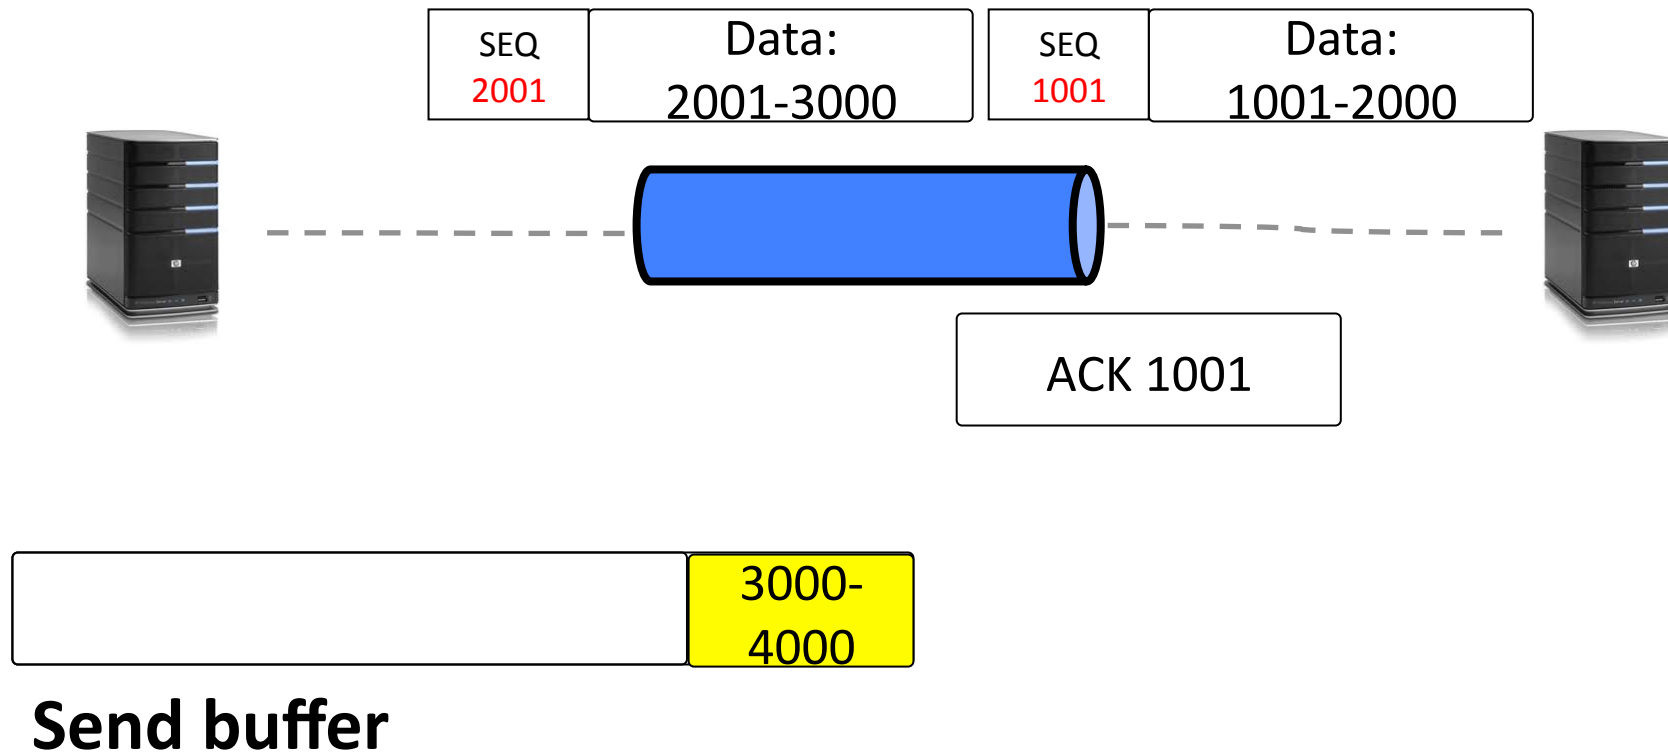 SEQ
2001
Data:
2001-3000
SEQ
1001
Data:
1001-2000
ACK 1001
3000-
4000
Send buffer